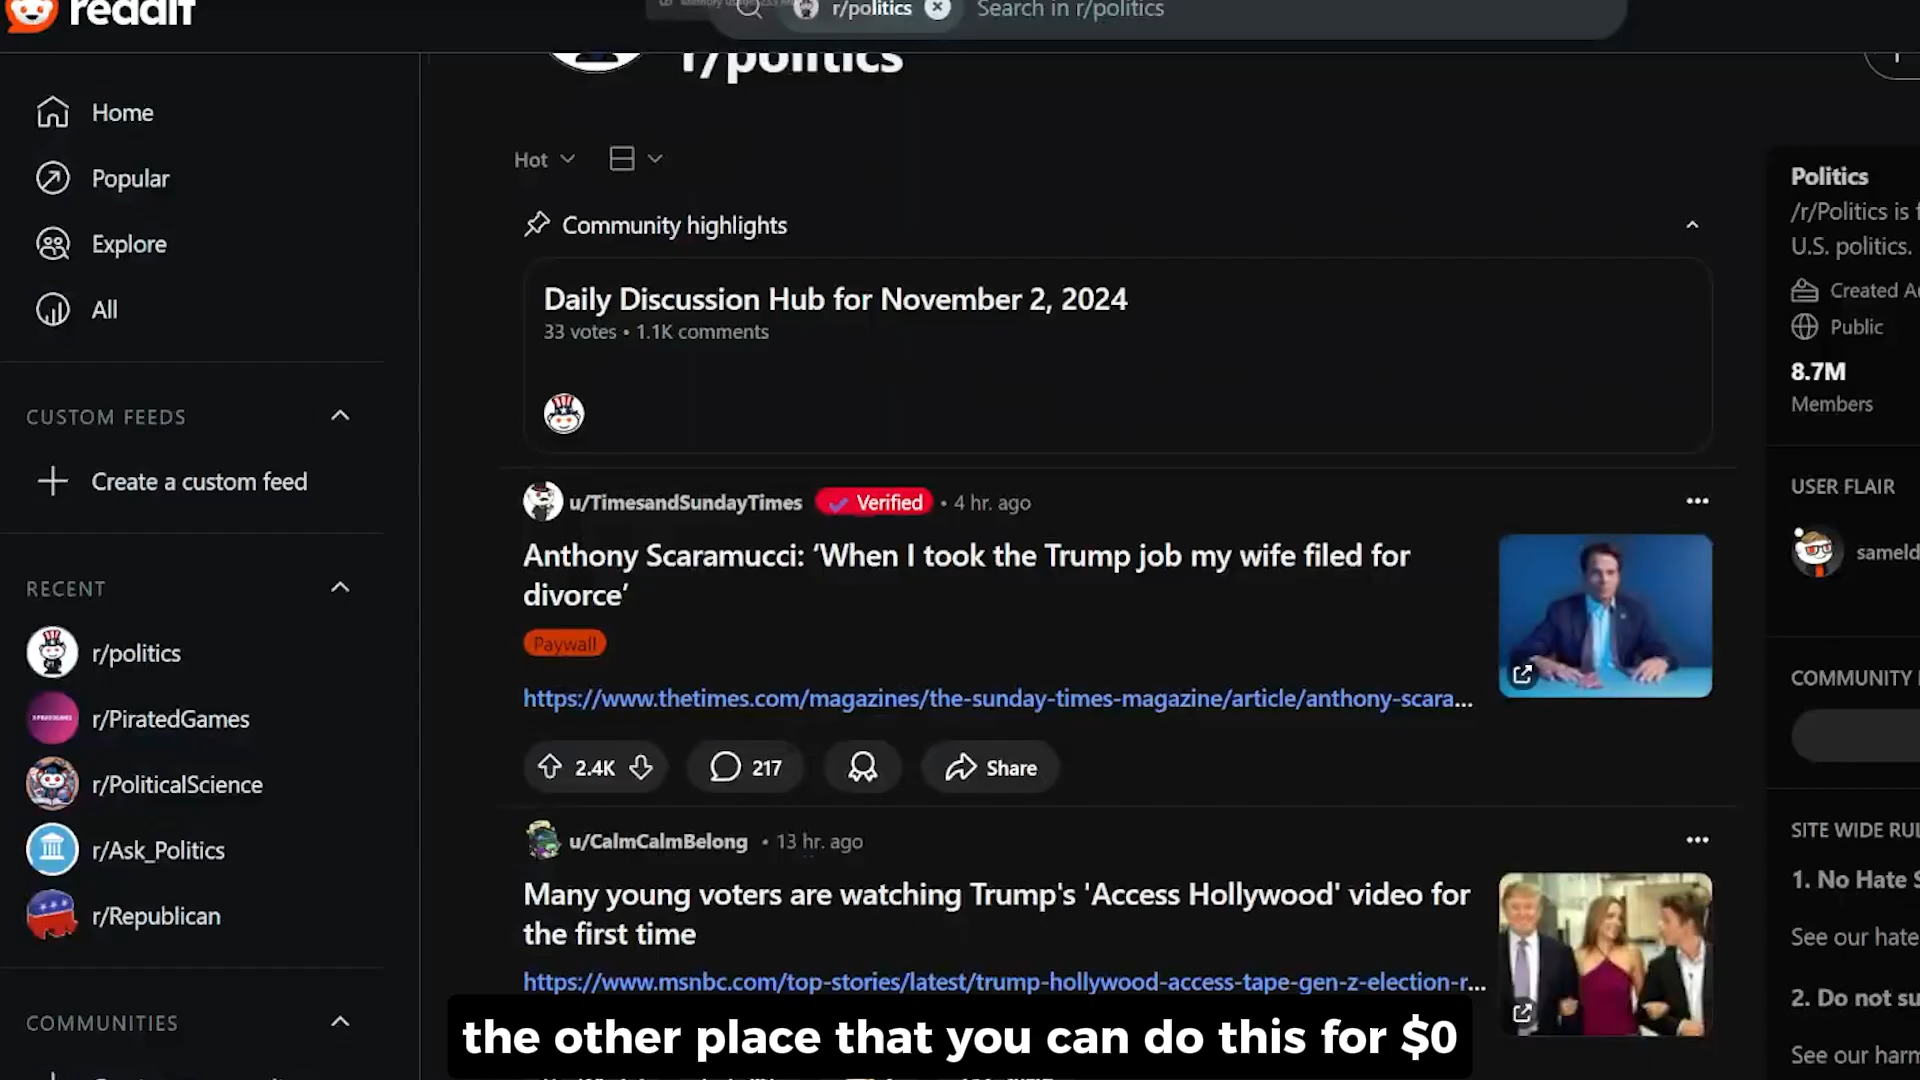 reddit
r/politics
Search in r/politics
r/politics
Home
Popular
Explore
All
CUSTOM FEEDS
Create a custom feed
RECENT
r/politics
r/PiratedGames
r/PoliticalScience
r/Ask_Politics
r/Republican
COMMUNITIES
Hot
Community highlights
Daily Discussion Hub for November 2, 2024
33 votes • 1.1K comments
u/TimesandSundayTimes Verified • 4 hr. ago
Anthony Scaramucci: ‘When I took the Trump job my wife filed for
divorce’
Paywall
https://www.thetimes.com/magazines/the-sunday-times-magazine/article/anthony-scara...
2.4K 217 Share
u/CalmCalmBelong • 13 hr. ago
Many young voters are watching Trump's 'Access Hollywood' video for
the first time
https://www.msnbc.com/top-stories/latest/trump-hollywood-access-tape-gen-z-election-r...
the other place that you can do this for $0
Politics
/r/Politics is
U.S. politics.
Created
Public
8.7M
Members
USER FLAIR
sameld
COMMUNITY
SITE WIDE RUL
1. No Hate S
See our hate
2. Do not su
See our harm